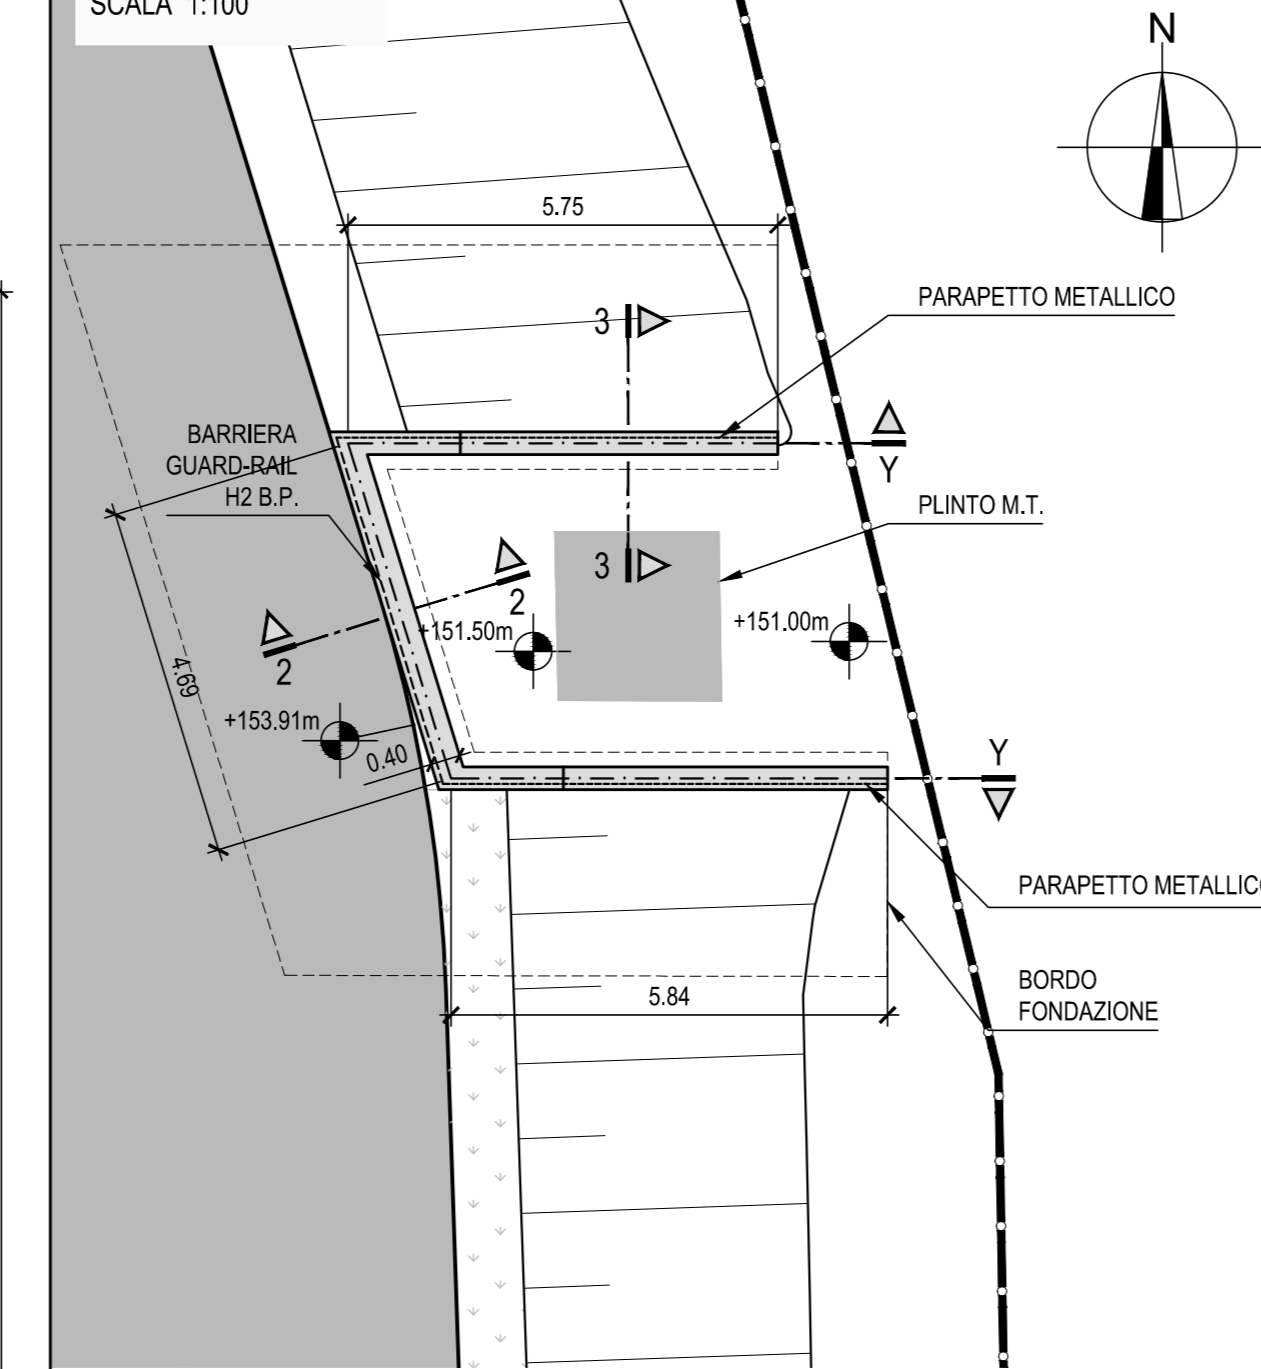 SCALA 1:100
N
5.75
PARAPETTO METALLICO
3
BARRIERA
GUARD-RAIL
H2 B.P.
Y
PLINTO M.T.
3
2
+151.50m
+151.00m
2
4.69
+153.91m
0.40
Y
PARAPETTO METALLICO
BORDO
FONDAZIONE
5.84